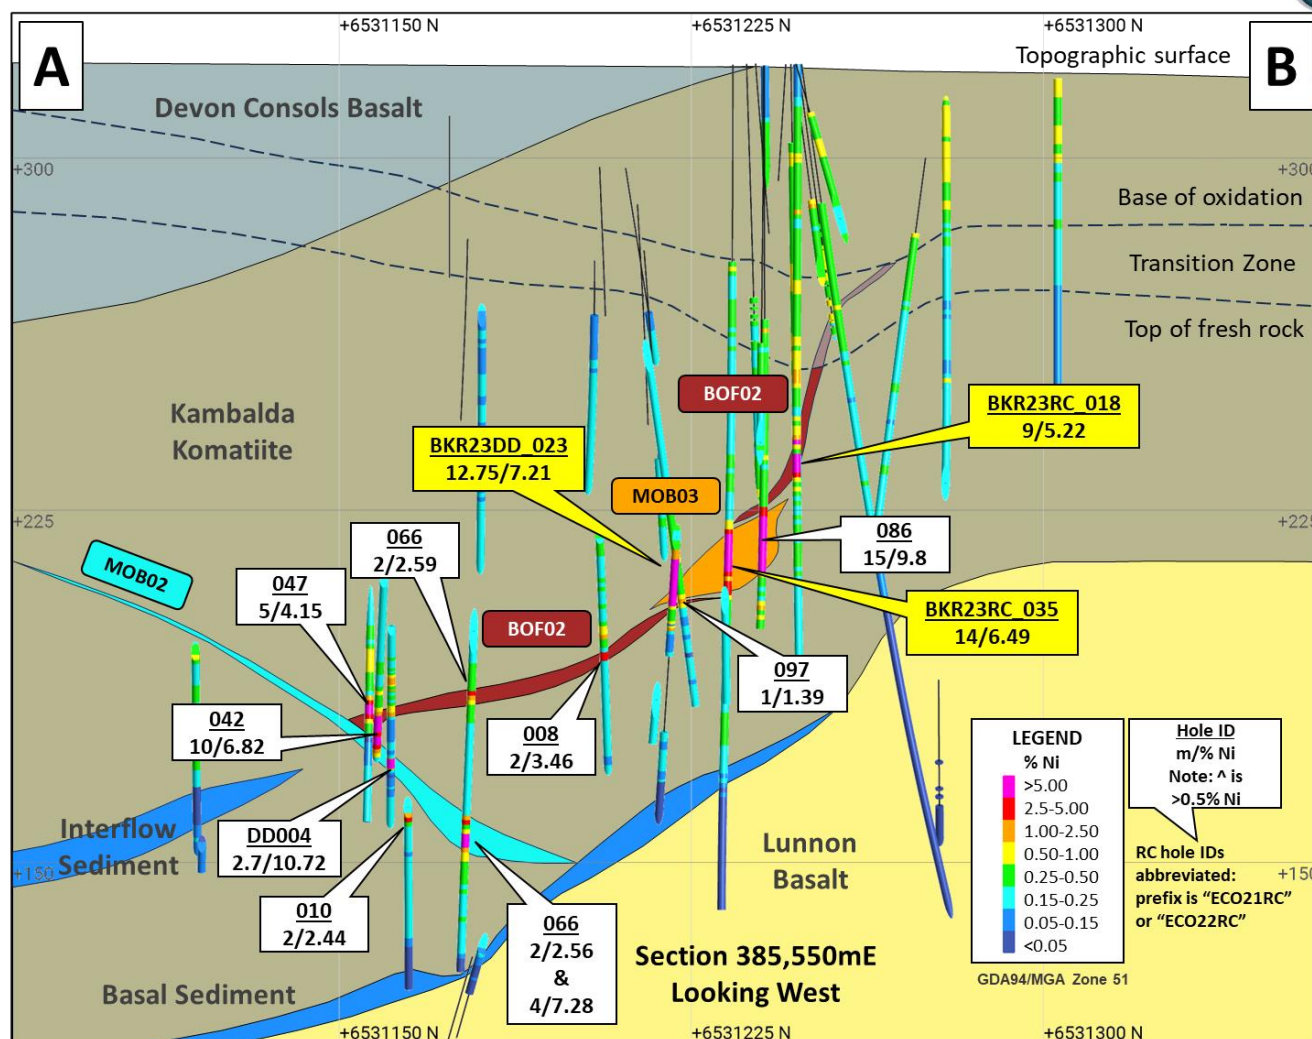 +6531150 N
+6531225 N
+6531300 N
A
Topographic surface
B
Devon Consols Basalt
+300
+300
Base of oxidation
Transition Zone
Top of fresh rock
BOF02
BKR23RC_018
9/5.22
Kambalda
Komatiite
BKR23DD_023
12.75/7.21
MOB03
+225
+225
086
15/9.8
066
2/2.59
MOB02
047
5/4.15
BOF02
BKR23RC_035
14/6.49
097
1/1.39
042
10/6.82
008
2/3.46
LEGEND
% Ni
>5.00
2.5-5.00
1.00-2.50
0.50-1.00
0.25-0.50
0.15-0.25
0.05-0.15
<0.05
Hole ID
m/% Ni
Note: ^ is
>0.5% Ni
Interflow
Sediment
DD004
2.7/10.72
Lunnon
Basalt
+150
+150
RC hole IDs
abbreviated:
prefix is “ECO21RC”
or “ECO22RC”
010
2/2.44
066
2/2.56
&
4/7.28
Section 385,550mE
Looking West
GDA94/MGA Zone 51
Basal Sediment
+6531150 N
+6531225 N
+6531300 N